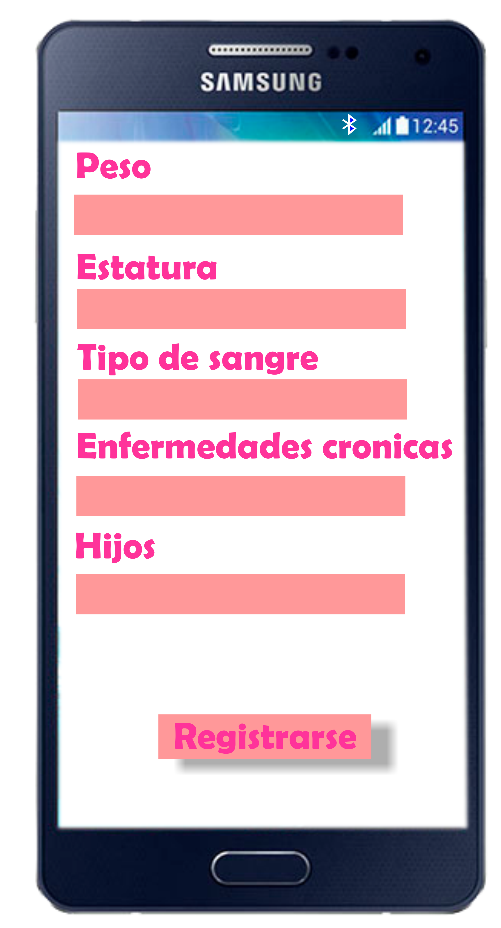 SAMSUNG
12:45
Peso
Estatura
Tipo de sangre
Enfermedades cronicas
Hijos
Registrarse